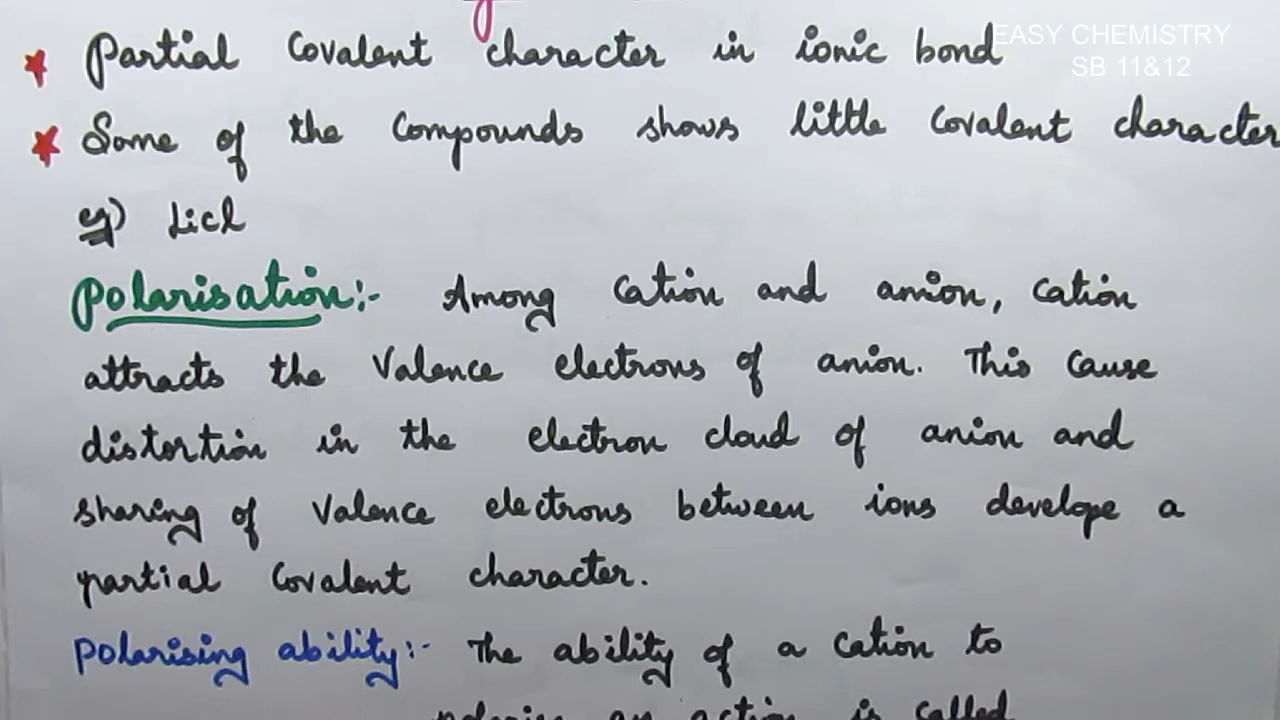 * Partial Covalent character in ionic bond
EASY CHEMISTRY
SB 11&12
* Some of the Compounds shows little Covalent character
eg) Licl
Polarisation:- Among Cation and anion, Cation
attracts the Valence electrons of anion. This Cause
distortion in the electron cloud of anion and
sharing of Valence electrons between ions develope a
partial Covalent character.
Polarising ability:- The ability of a Cation to
an is called